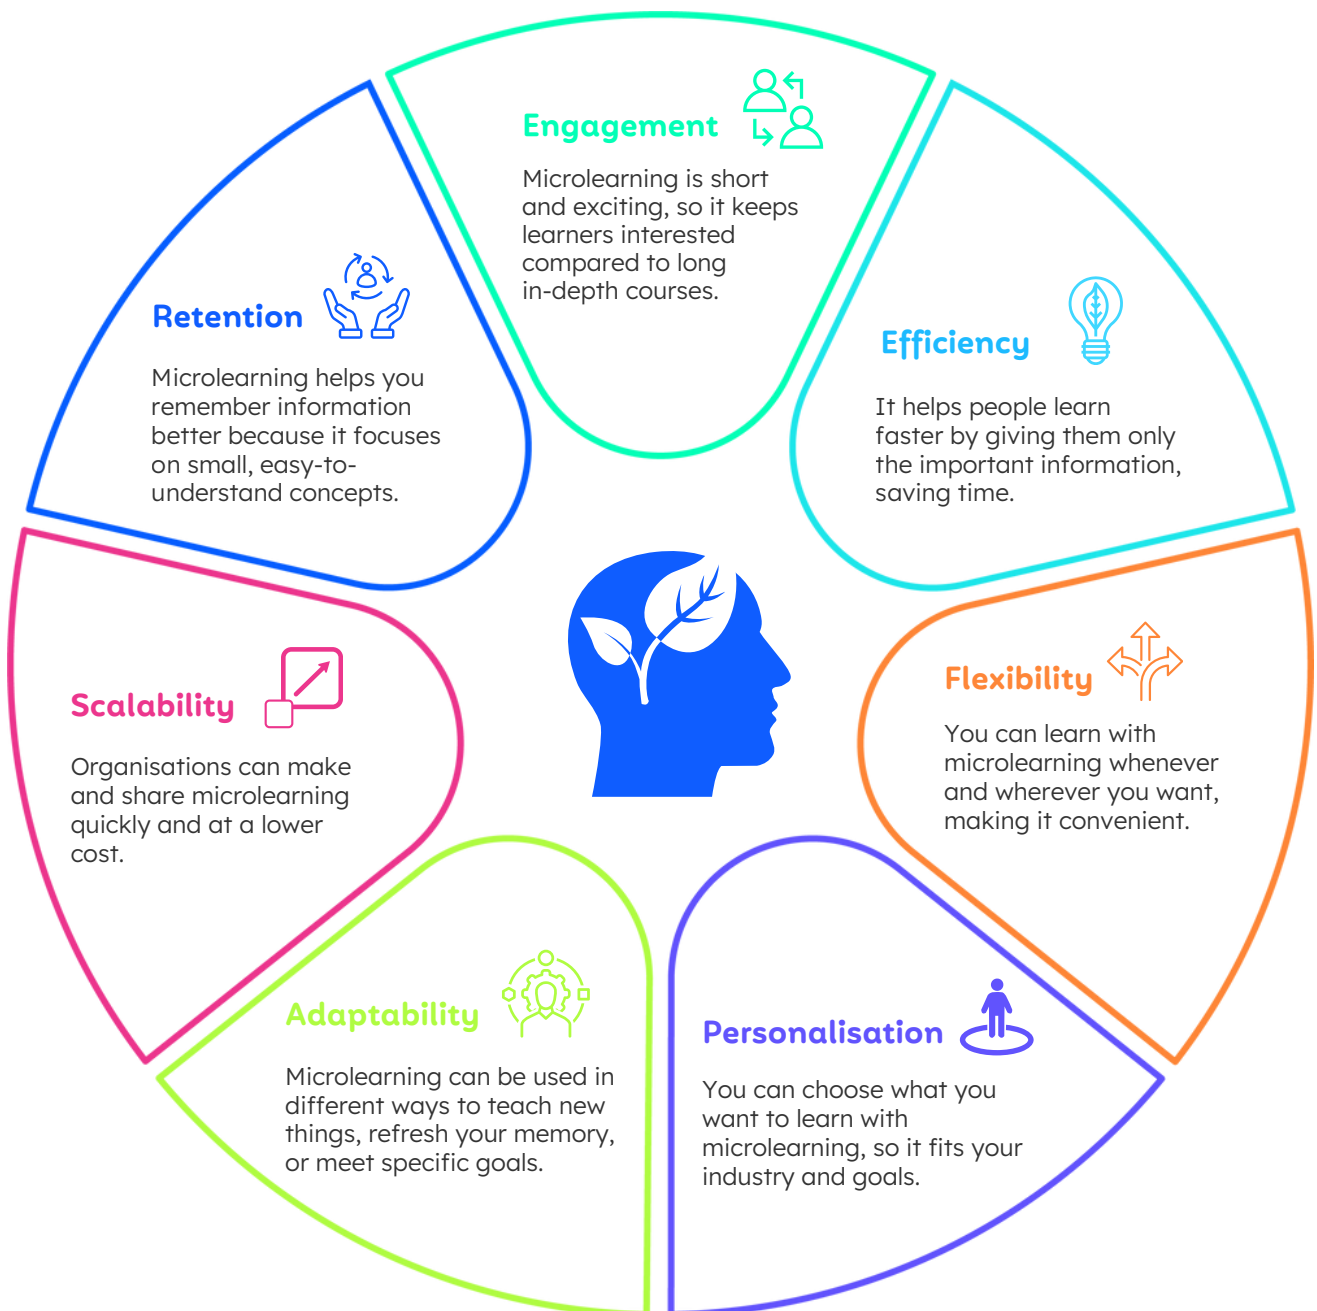 Engagement
Microlearning is short
and exciting, so it keeps
learners interested
compared to long
in-depth courses.
Efficiency
It helps people learn
faster by giving them only
the important information,
saving time.
Flexibility
You can learn with
microlearning whenever
and wherever you want,
making it convenient.
Personalisation
You can choose what you
want to learn with
microlearning, so it fits your
industry and goals.
Adaptability
Microlearning can be used in
different ways to teach new
things, refresh your memory,
or meet specific goals.
Scalability
Organisations can make
and share microlearning
quickly and at a lower
cost.
Retention
Microlearning helps you
remember information
better because it focuses
on small, easy-to-
understand concepts.